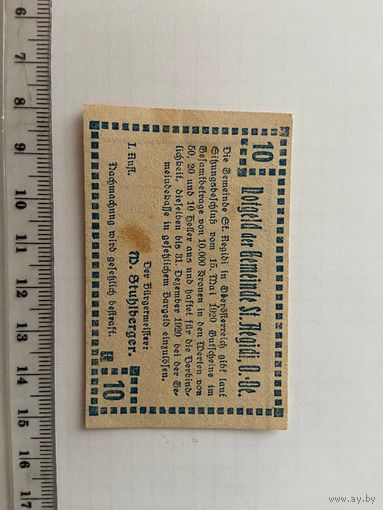 10 Notgeld der Gemeinde St. Aegidi O.-Oe.
Die Gemeinde St. Aegidi in Oberösterreich gibt laut
Sitzungsbeschluß vom 15. Mai 1920 Gutscheine im
Gesamtbetrage von 10.000 Kronen in den Werten von
50, 20 und 10 Heller aus und haftet für die Verbind-
lichkeit, dieselben bis 31. Dezember 1920 bei der Ge-
meindekasse in gesetzlichem Bargeld einzulösen.
Der Bürgermeister:
1. Aufl.
Nachmachung wird gesetzlich bestraft.
10
6
7
8
9
10
11
12
13
14
15
16
17
www.ay.by